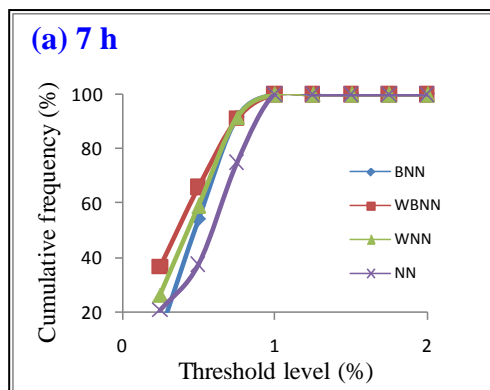 (a) 7 h
Cumulative frequency (%)
100
80
60
40
20
0
1
2
Threshold level (%)
BNN
WBNN
WNN
NN